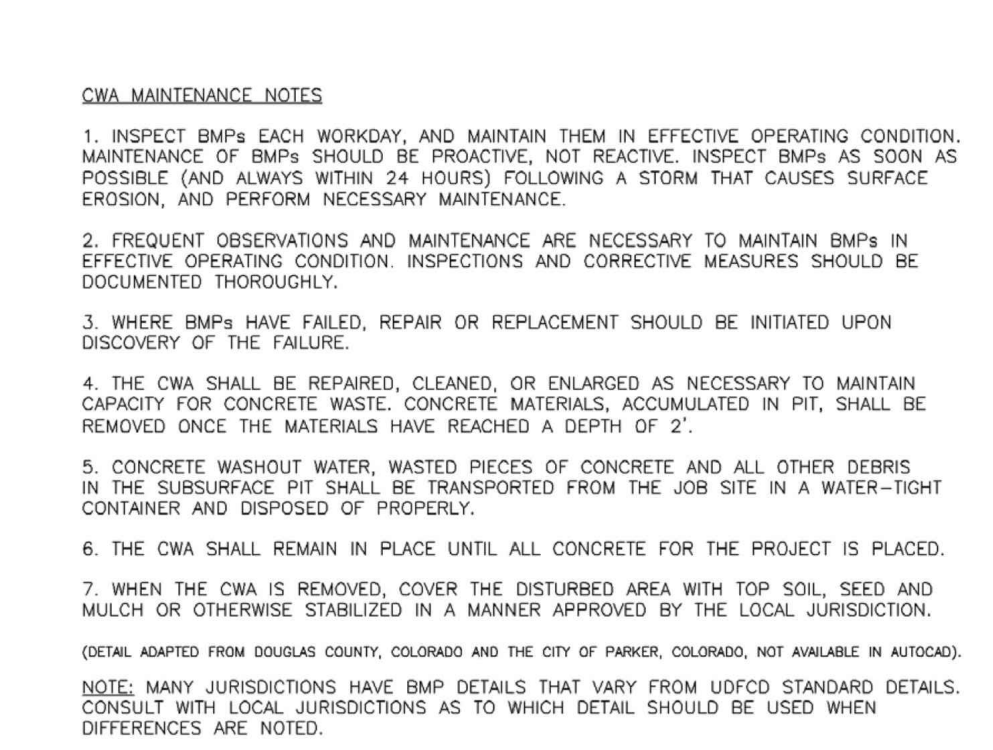 CWA MAINTENANCE NOTES
1. INSPECT BMPs EACH WORKDAY, AND MAINTAIN THEM IN EFFECTIVE OPERATING CONDITION.
MAINTENANCE OF BMPs SHOULD BE PROACTIVE, NOT REACTIVE. INSPECT BMPs AS SOON AS
POSSIBLE (AND ALWAYS WITHIN 24 HOURS) FOLLOWING A STORM THAT CAUSES SURFACE
EROSION, AND PERFORM NECESSARY MAINTENANCE.
2. FREQUENT OBSERVATIONS AND MAINTENANCE ARE NECESSARY TO MAINTAIN BMPs IN
EFFECTIVE OPERATING CONDITION. INSPECTIONS AND CORRECTIVE MEASURES SHOULD BE
DOCUMENTED THOROUGHLY.
3. WHERE BMPs HAVE FAILED, REPAIR OR REPLACEMENT SHOULD BE INITIATED UPON
DISCOVERY OF THE FAILURE.
4. THE CWA SHALL BE REPAIRED, CLEANED, OR ENLARGED AS NECESSARY TO MAINTAIN
CAPACITY FOR CONCRETE WASTE. CONCRETE MATERIALS, ACCUMULATED IN PIT, SHALL BE
REMOVED ONCE THE MATERIALS HAVE REACHED A DEPTH OF 2'.
5. CONCRETE WASHOUT WATER, WASTED PIECES OF CONCRETE AND ALL OTHER DEBRIS
IN THE SUBSURFACE PIT SHALL BE TRANSPORTED FROM THE JOB SITE IN A WATER-TIGHT
CONTAINER AND DISPOSED OF PROPERLY.
6. THE CWA SHALL REMAIN IN PLACE UNTIL ALL CONCRETE FOR THE PROJECT IS PLACED.
7. WHEN THE CWA IS REMOVED, COVER THE DISTURBED AREA WITH TOP SOIL, SEED AND
MULCH OR OTHERWISE STABILIZED IN A MANNER APPROVED BY THE LOCAL JURISDICTION.
(DETAIL ADAPTED FROM DOUGLAS COUNTY, COLORADO AND THE CITY OF PARKER, COLORADO, NOT AVAILABLE IN AUTOCAD).
NOTE: MANY JURISDICTIONS HAVE BMP DETAILS THAT VARY FROM UDFCD STANDARD DETAILS.
CONSULT WITH LOCAL JURISDICTIONS AS TO WHICH DETAIL SHOULD BE USED WHEN
DIFFERENCES ARE NOTED.